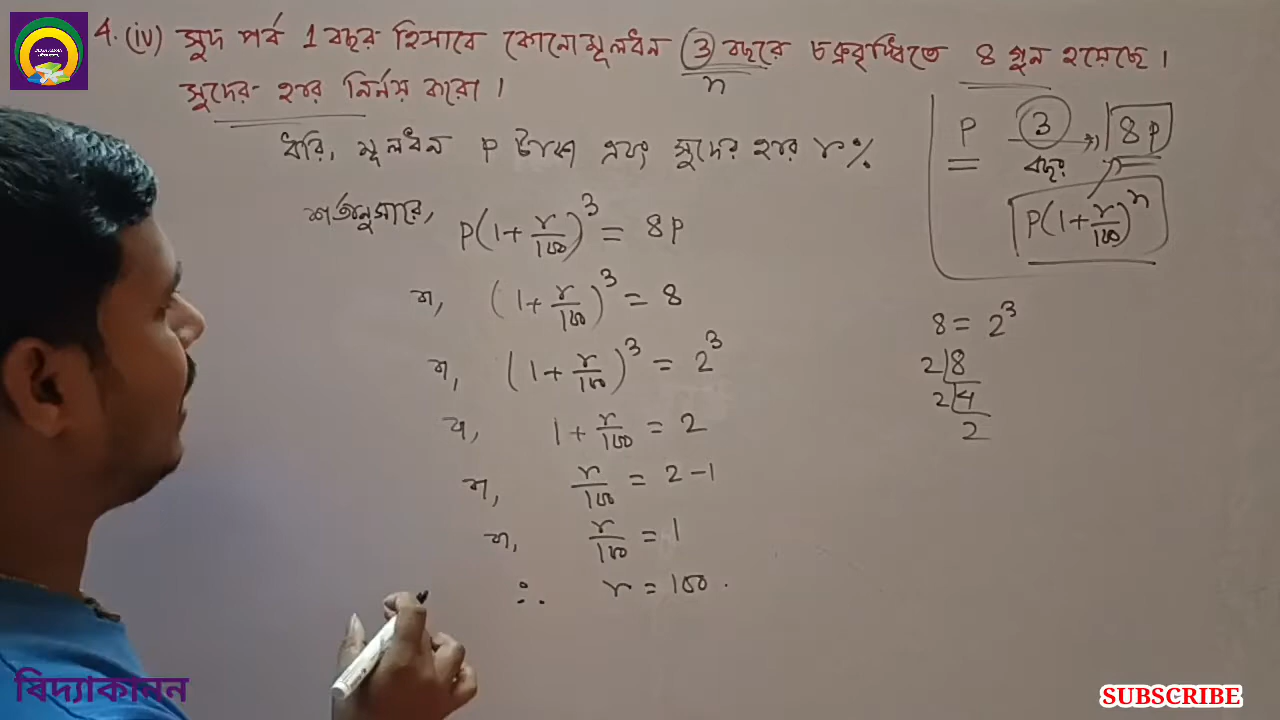 4. (iv) সুদ পর্ব 1 বছর হিসাবে কোনো মূলধন 3 বছরে চক্রবৃদ্ধিতে 8 গুন হয়েছে।
n
সুদের হার নির্নয় করো।
ধরি, মূলধন P টাকা এবং সুদের হার r%
P 3 বছর → 8P
P(1+r/100)^n
শর্তানুসারে, P(1+r/100)^3 = 8P
বা, (1+r/100)^3 = 8
8 = 2^3
বা, (1+r/100)^3 = 2^3
2|8
2|4
2
বা, 1+r/100 = 2
বা, r/100 = 2-1
বা, r/100 = 1
∴ r = 100.
বিদ্যাকানন
SUBSCRIBE